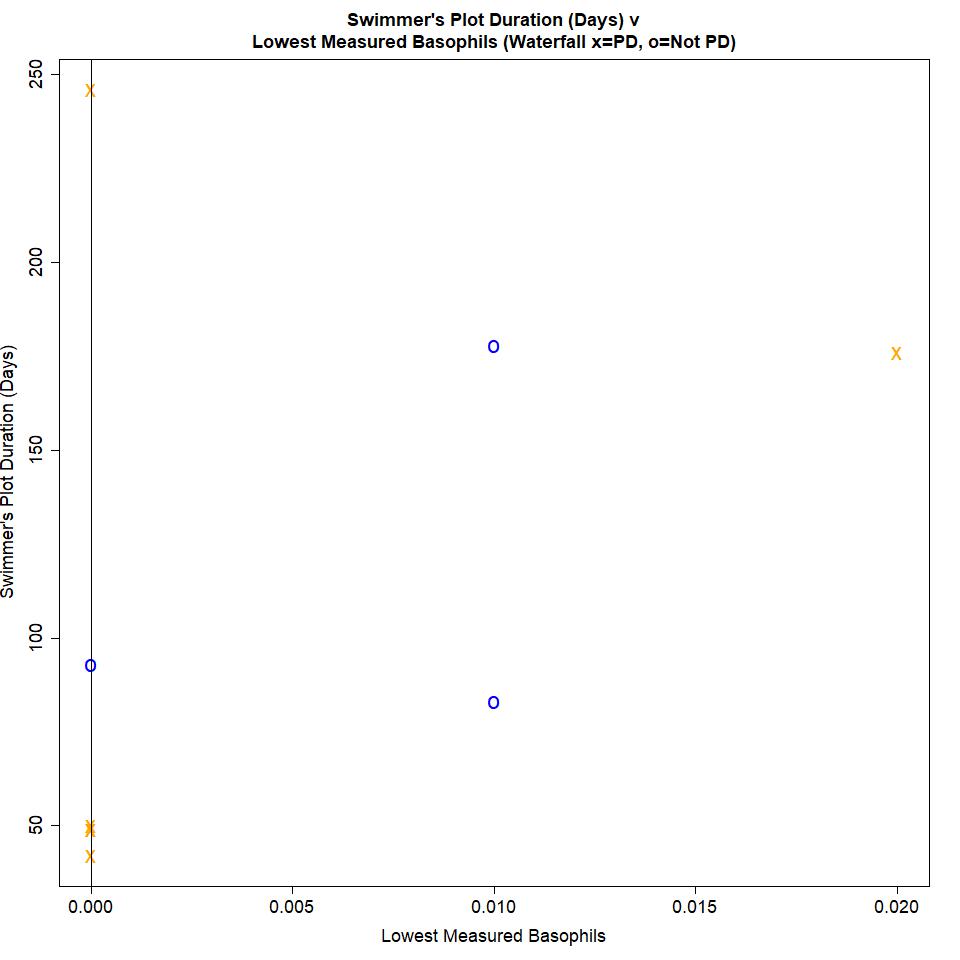 Swimmer's Plot Duration (Days) v
Lowest Measured Basophils (Waterfall x=PD, o=Not PD)
Swimmer's Plot Duration (Days)
250
200
150
100
50
x
o
x
o
o
x
x
x
0.000
0.005
0.010
0.015
0.020
Lowest Measured Basophils